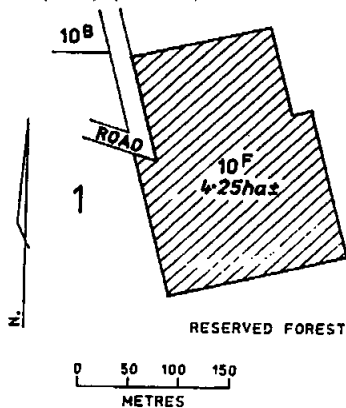 10B
ROAD
10F
4·25ha±
1
N.
RESERVED FOREST
0 50 100 150
METRES